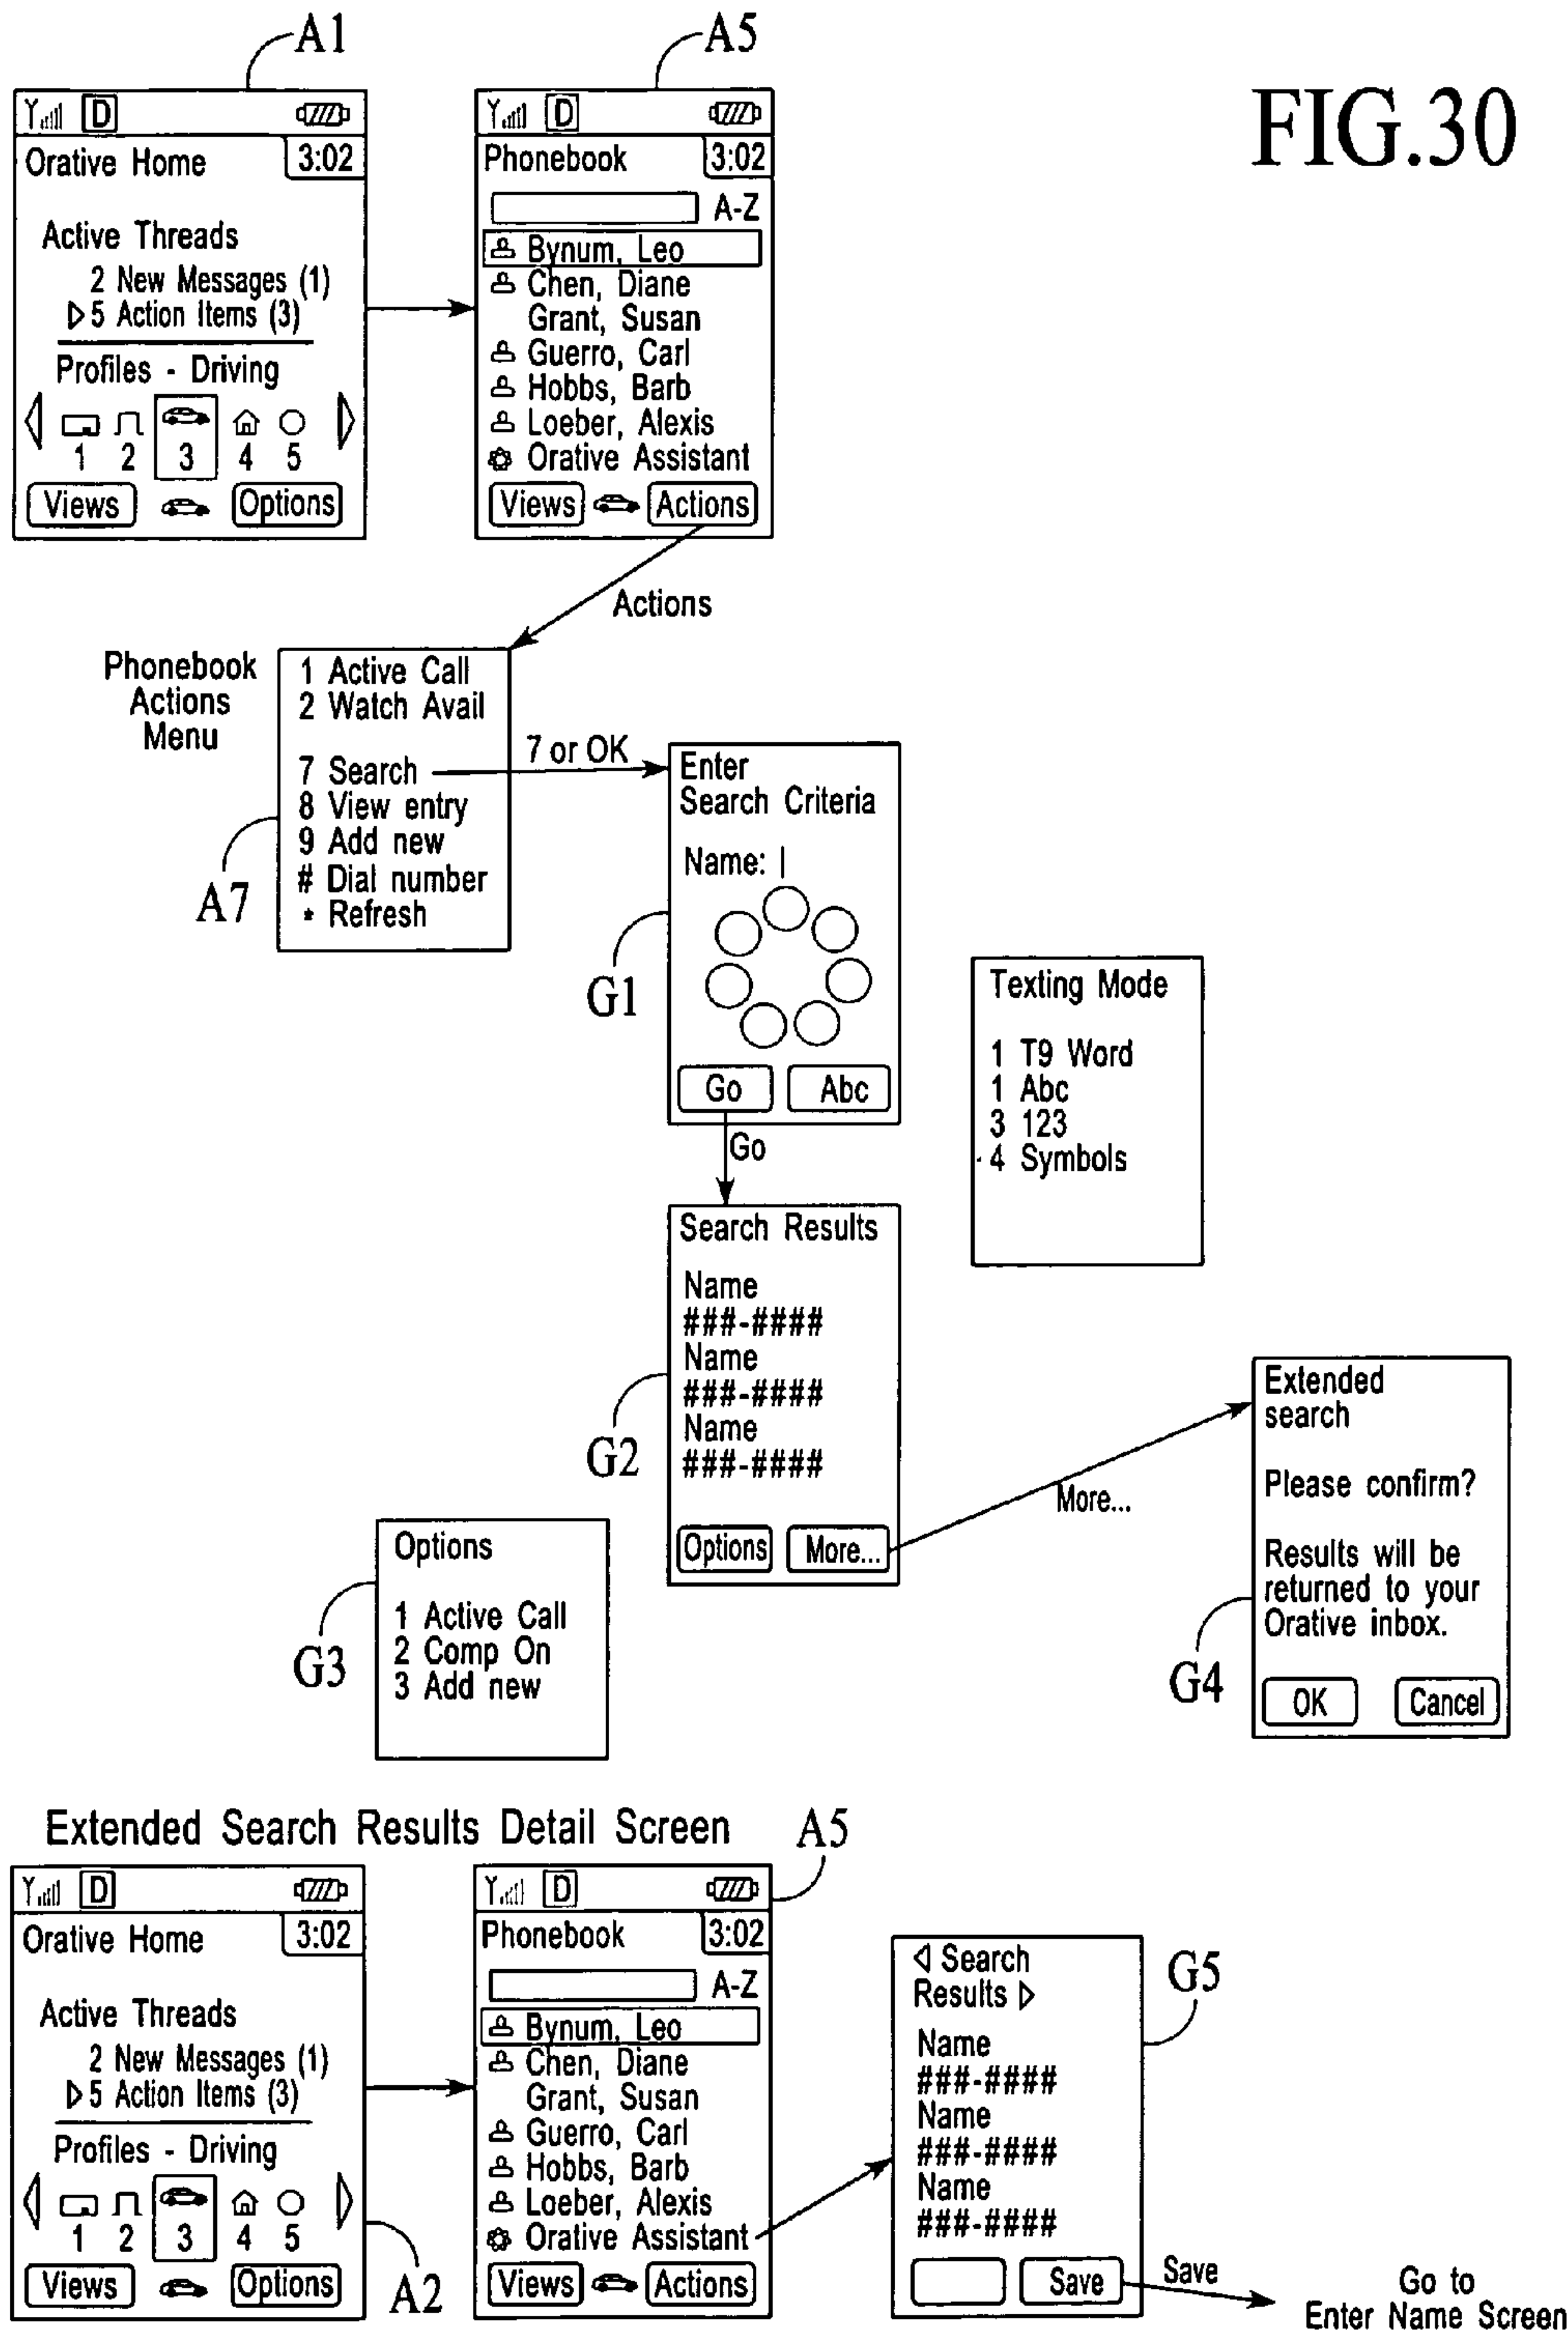 A1
A5
FIG.30
D
Orative Home
3:02
Active Threads
2 New Messages (1)
5 Action Items (3)
Profiles - Driving
1 2 3 4 5
Views
Options
D
Phonebook
3:02
A-Z
Bynum, Leo
Chen, Diane
Grant, Susan
Guerro, Carl
Hobbs, Barb
Loeber, Alexis
Orative Assistant
Views
Actions
Actions
Phonebook
Actions
Menu
1 Active Call
2 Watch Avail
7 Search
8 View entry
9 Add new
# Dial number
* Refresh
A7
7 or OK
Enter
Search Criteria
Name: |
G1
Go
Abc
Go
Texting Mode
1 T9 Word
1 Abc
3 123
4 Symbols
Search Results
Name
###-####
Name
###-####
Name
###-####
G2
Options
More...
More...
Options
1 Active Call
2 Comp On
3 Add new
G3
Extended
search
Please confirm?
Results will be
returned to your
Orative inbox.
G4
OK
Cancel
Extended Search Results Detail Screen
A5
D
Orative Home
3:02
Active Threads
2 New Messages (1)
5 Action Items (3)
Profiles - Driving
1 2 3 4 5
Views
Options
A2
D
Phonebook
3:02
A-Z
Bynum, Leo
Chen, Diane
Grant, Susan
Guerro, Carl
Hobbs, Barb
Loeber, Alexis
Orative Assistant
Views
Actions
Search
Results
Name
###-####
Name
###-####
Name
###-####
G5
Save
Save
Go to
Enter Name Screen